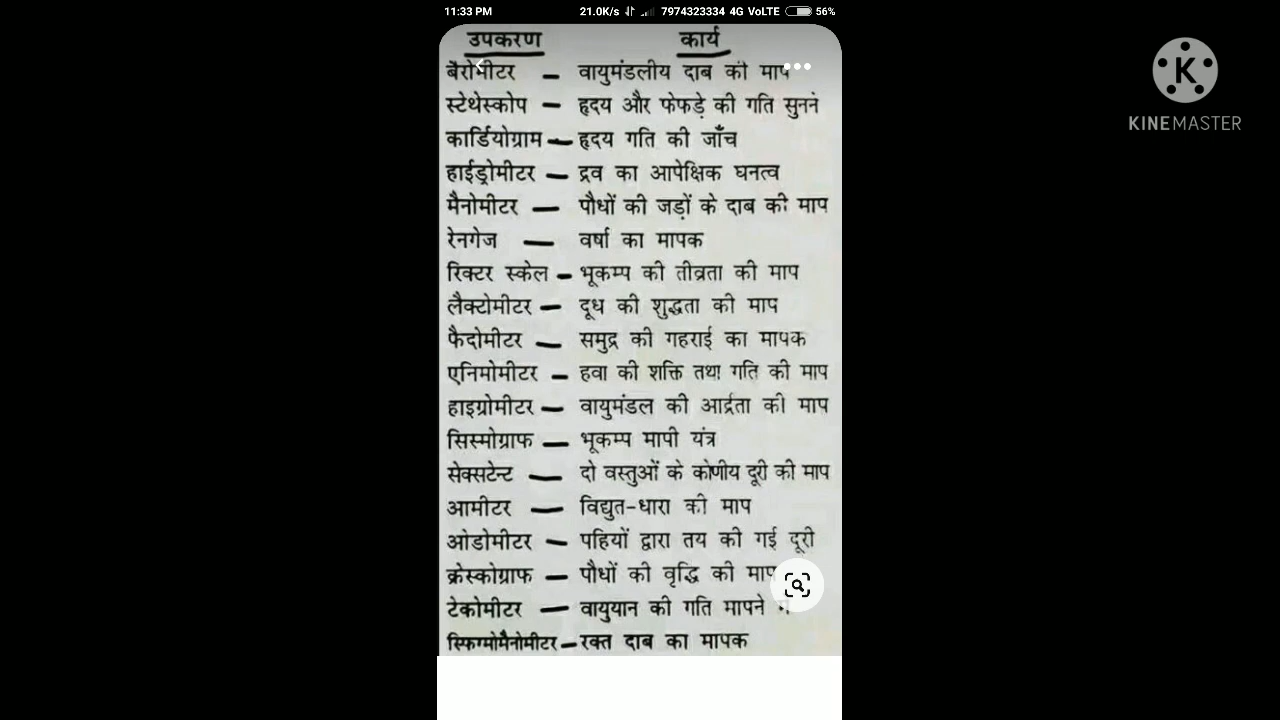 11:33 PM 21.0K/s 7974323334 4G VoLTE 56%
उपकरण कार्य
बैरोमीटर – वायुमंडलीय दाब की माप
स्टेथेस्कोप – हृदय और फेफड़े की गति सुनने
कार्डियोग्राम – हृदय गति की जाँच
हाईड्रोमीटर – द्रव का आपेक्षिक घनत्व
मैनोमीटर – पौधों की जड़ों के दाब की माप
रेनगेज – वर्षा का मापक
रिक्टर स्केल – भूकम्प की तीव्रता की माप
लैक्टोमीटर – दूध की शुद्धता की माप
फैदोमीटर – समुद्र की गहराई का मापक
एनिमोमीटर – हवा की शक्ति तथा गति की माप
हाइग्रोमीटर – वायुमंडल की आर्द्रता की माप
सिस्मोग्राफ – भूकम्प मापी यंत्र
सेक्सटेन्ट – दो वस्तुओं के कोणीय दूरी की माप
आमीटर – विद्युत-धारा की माप
ओडोमीटर – पहियों द्वारा तय की गई दूरी
क्रेस्कोग्राफ – पौधों की वृद्धि की माप
टेकोमीटर – वायुयान की गति मापने
स्फिग्मोमैनोमीटर – रक्त दाब का मापक
K
KINEMASTER